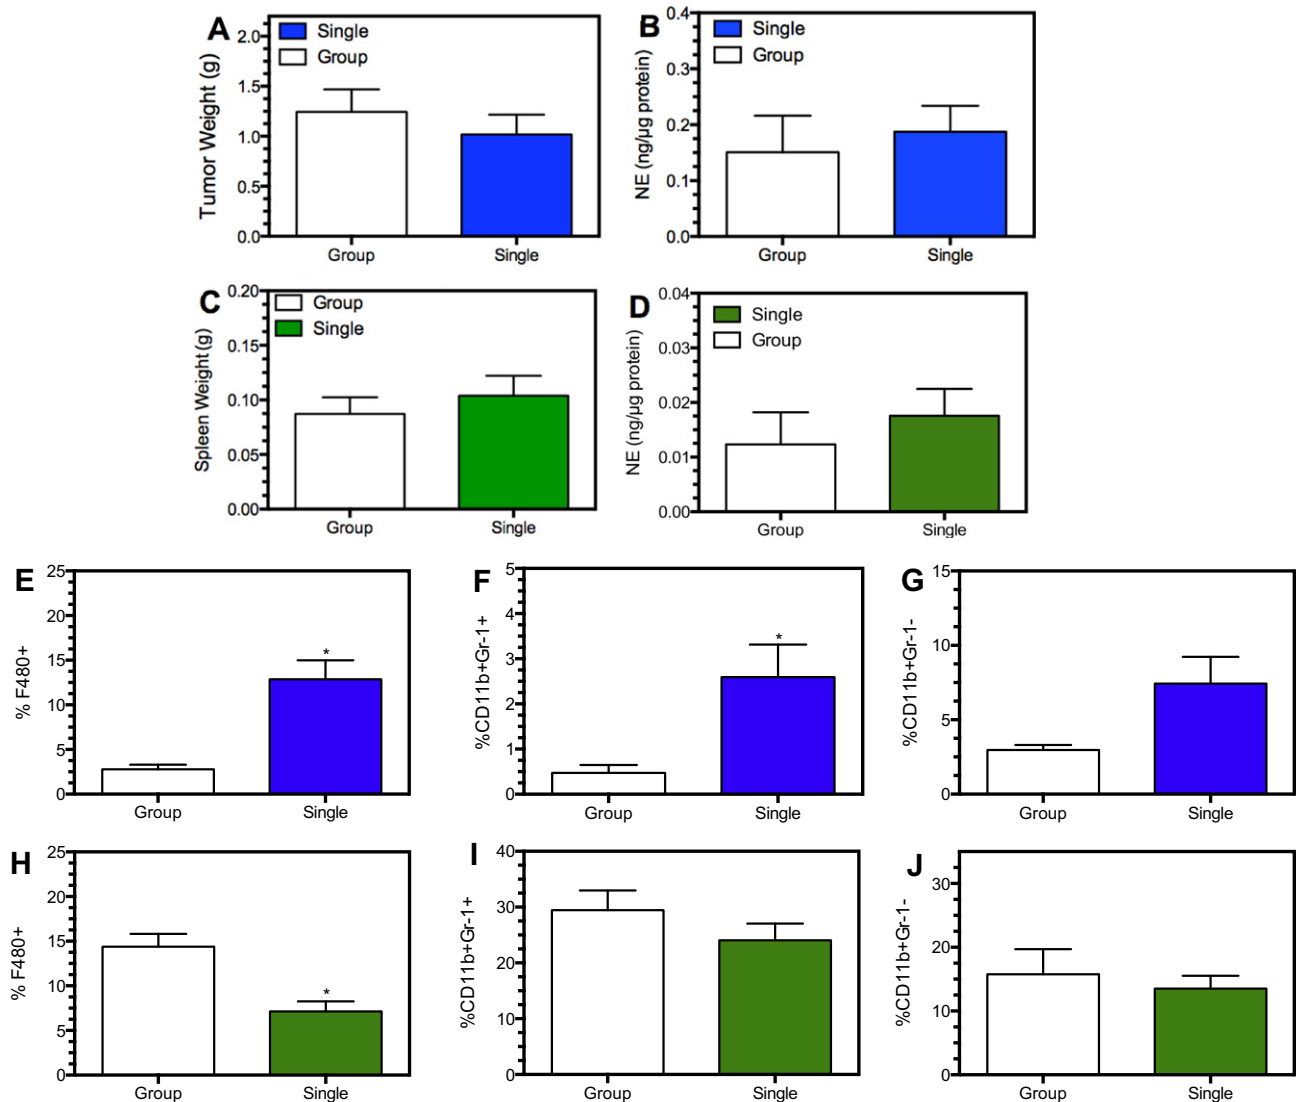 A
Tumor Weight (g)
2.0
1.5
1.0
0.5
0.0
Single
Group
Group
Single
B
NE (ng/µg protein)
0.4
0.3
0.2
0.1
0.0
Single
Group
Group
Single
C
Spleen Weight(g)
0.20
0.15
0.10
0.05
0.00
Group
Single
Group
Single
D
NE (ng/µg protein)
0.04
0.03
0.02
0.01
0.00
Single
Group
Group
Single
E
% F480+
25
20
15
10
5
0
*
Group
Single
F
%CD11b+Gr-1+
5
4
3
2
1
0
*
Group
Single
G
%CD11b+Gr-1-
15
10
5
0
Group
Single
H
% F480+
25
20
15
10
5
0
*
Group
Single
I
%CD11b+Gr-1+
40
30
20
10
0
Group
Single
J
%CD11b+Gr-1-
30
20
10
0
Group
Single